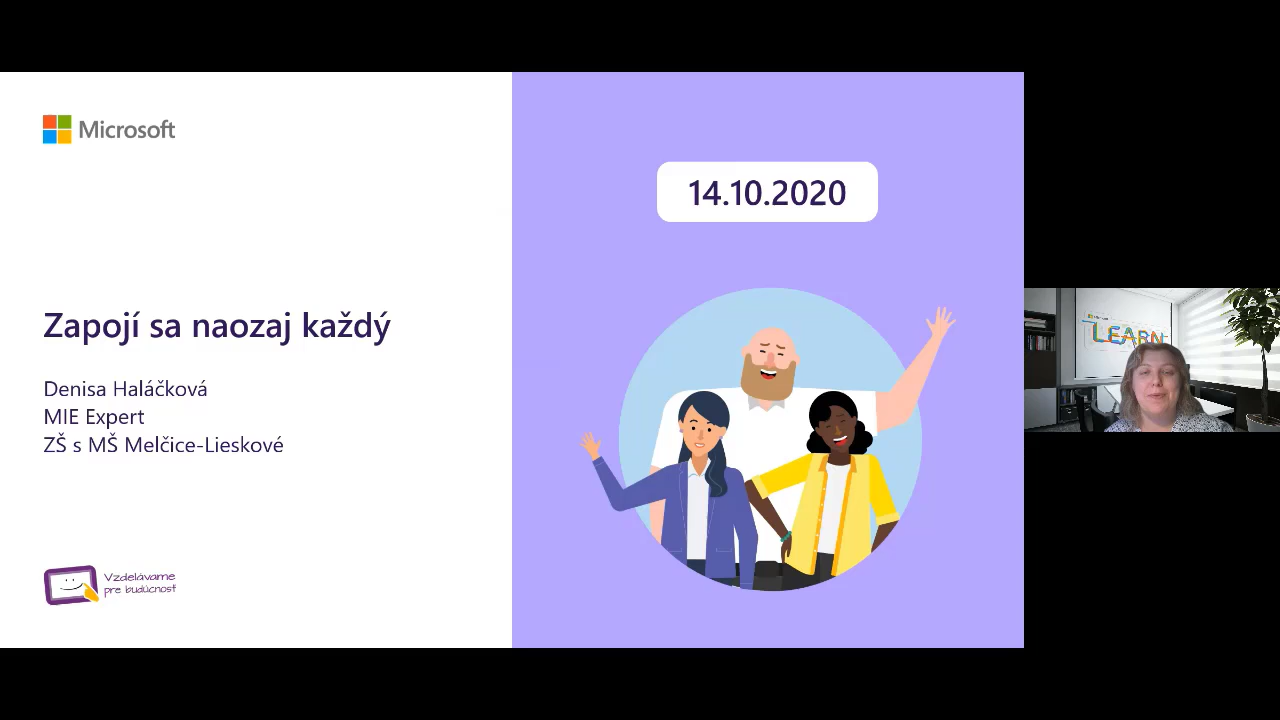 Microsoft
14.10.2020
Zapojí sa naozaj každý
Denisa Haláčková
MIE Expert
ZŠ s MŠ Melčice-Lieskové
Vzdelávame
pre budúcnosť
LEARN